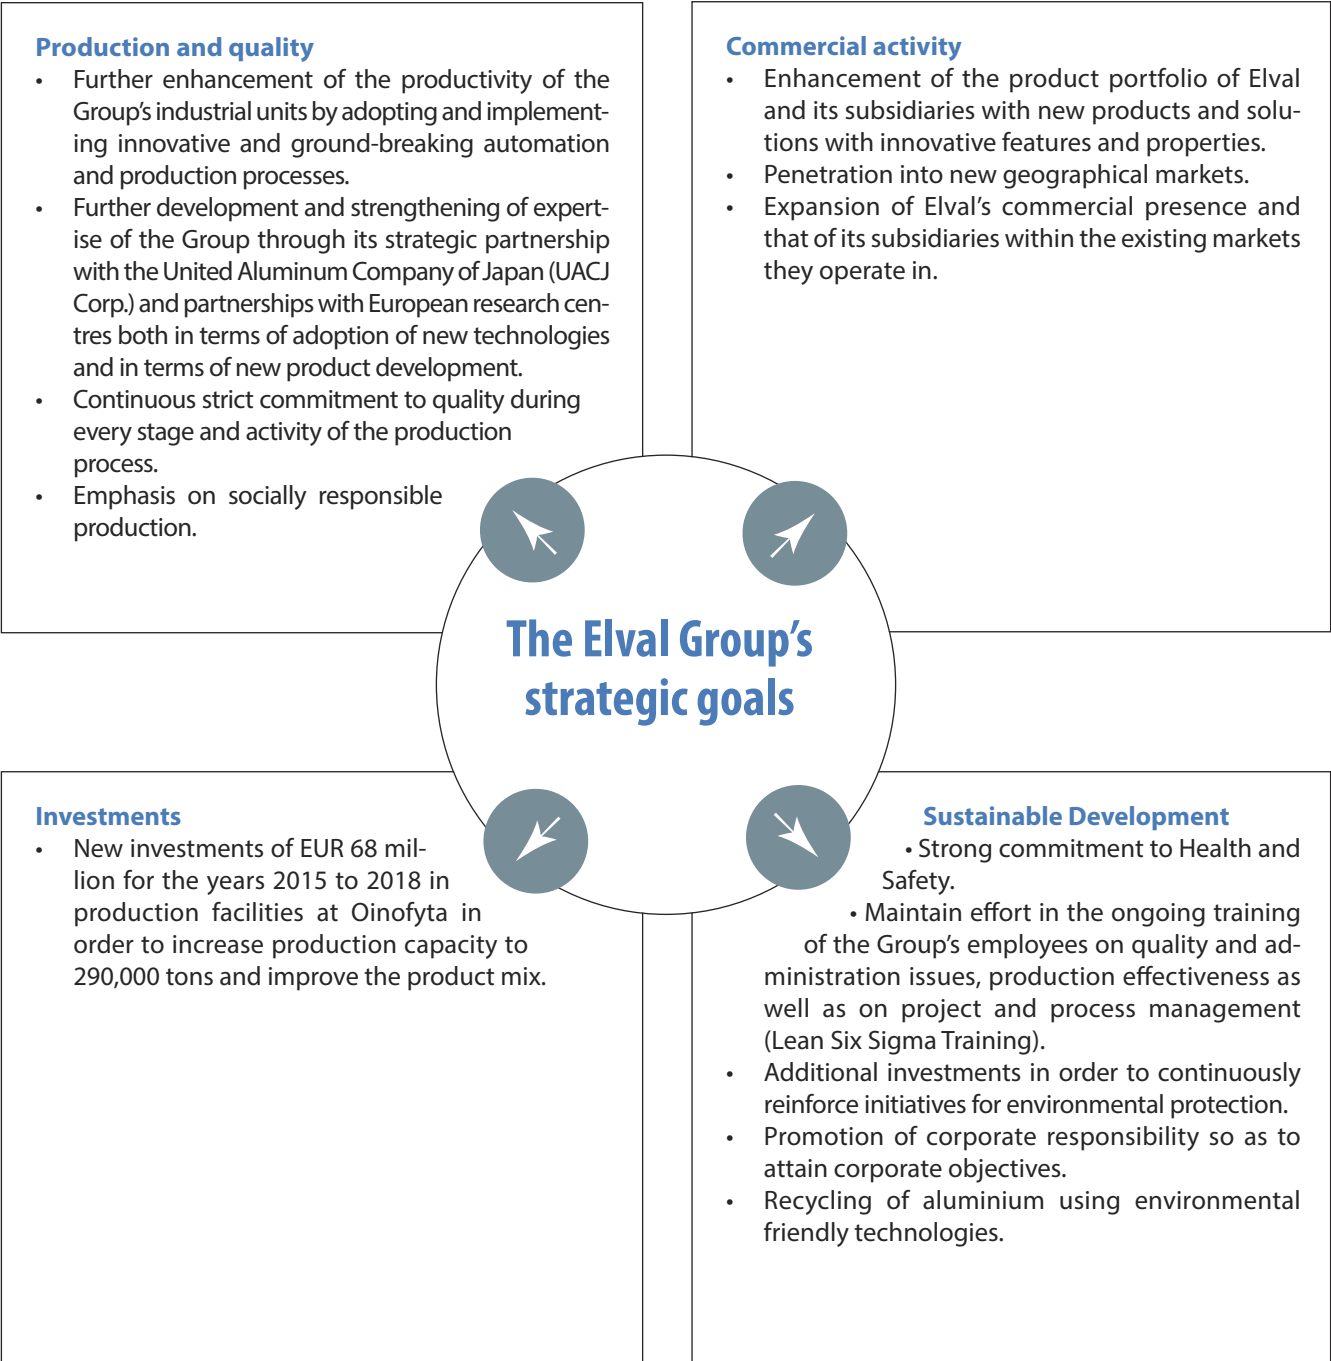 Production and quality
• Further enhancement of the productivity of the
Group's industrial units by adopting and implement-
ing innovative and ground-breaking automation
and production processes.
• Further development and strengthening of expert-
ise of the Group through its strategic partnership
with the United Aluminum Company of Japan (UACJ
Corp.) and partnerships with European research cen-
tres both in terms of adoption of new technologies
and in terms of new product development.
• Continuous strict commitment to quality during
every stage and activity of the production
process.
• Emphasis on socially responsible
production.
Commercial activity
• Enhancement of the product portfolio of Elval
and its subsidiaries with new products and solu-
tions with innovative features and properties.
• Penetration into new geographical markets.
• Expansion of Elval's commercial presence and
that of its subsidiaries within the existing markets
they operate in.
The Elval Group's
strategic goals
Investments
• New investments of EUR 68 mil-
lion for the years 2015 to 2018 in
production facilities at Oinofyta in
order to increase production capacity to
290,000 tons and improve the product mix.
Sustainable Development
• Strong commitment to Health and
Safety.
• Maintain effort in the ongoing training
of the Group's employees on quality and ad-
ministration issues, production effectiveness as
well as on project and process management
(Lean Six Sigma Training).
• Additional investments in order to continuously
reinforce initiatives for environmental protection.
• Promotion of corporate responsibility so as to
attain corporate objectives.
• Recycling of aluminium using environmental
friendly technologies.